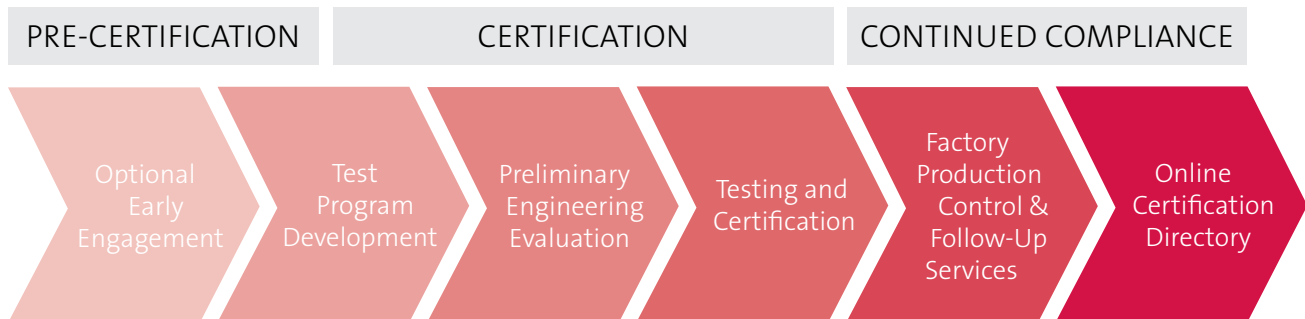 PRE-CERTIFICATION
CERTIFICATION
CONTINUED COMPLIANCE
Optional
Early
Engagement
Test
Program
Development
Preliminary
Engineering
Evaluation
Testing and
Certification
Factory
Production
Control &
Follow-Up
Services
Online
Certification
Directory